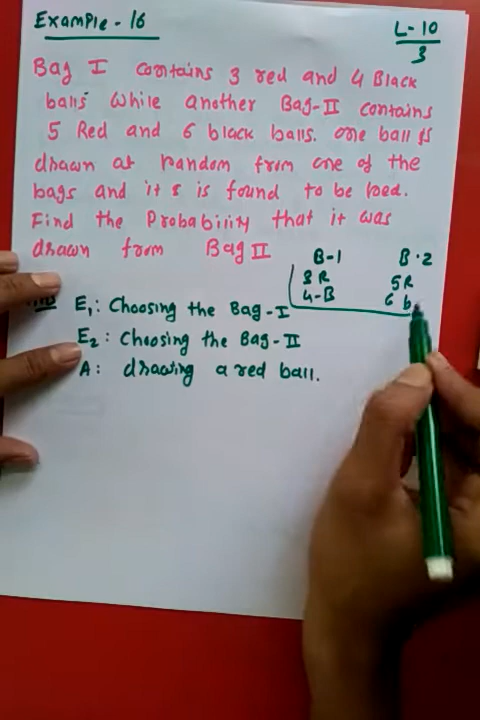 Example - 16
L-10
3
Bag I contains 3 red and 4 Black
balls while another Bag-II contains
5 Red and 6 black balls. one ball is
drawn at random from one of the
bags and it s is found to be Red.
Find the Probability that it was
drawn from Bag II
B-1 B-2
3R 5R
4-B 6 b
E1: Choosing the Bag-I
E2: Choosing the Bag-II
A: drawing a red ball.